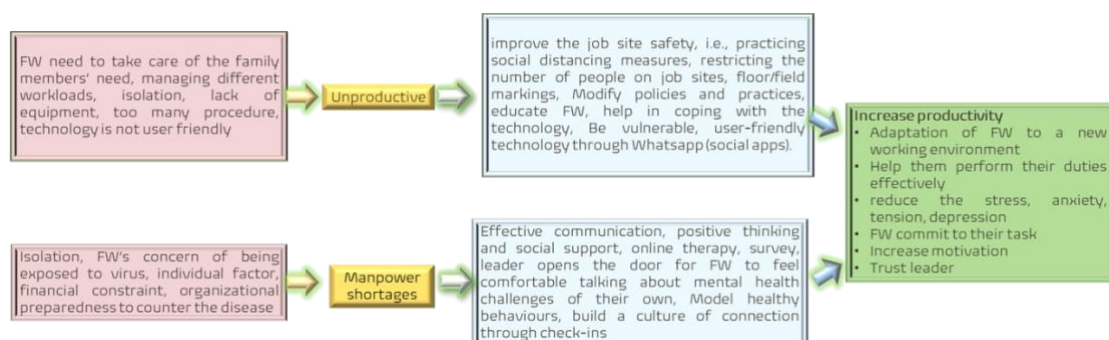 FW need to take care of the family
members' need, managing different
workloads, isolation, lack of
equipment, too many procedure,
technology is not user friendly
Unproductive
improve the job site safety, i.e., practicing
social distancing measures, restricting the
number of people on job sites, floor/field
markings, Modify policies and practices,
educate FW, help in coping with the
technology, Be vulnerable, user-friendly
technology through Whatsapp (social apps).
Isolation, FW's concern of being
exposed to virus, individual factor,
financial constraint, organizational
preparedness to counter the disease
Manpower
shortages
Effective communication, positive thinking
and social support, online therapy, survey,
leader opens the door for FW to feel
comfortable talking about mental health
challenges of their own, Model healthy
behaviours, build a culture of connection
through check-ins
Increase productivity
• Adaptation of FW to a new
working environment
• Help them perform their duties
effectively
• reduce the stress, anxiety,
tension, depression
• FW commit to their task
• Increase motivation
• Trust leader